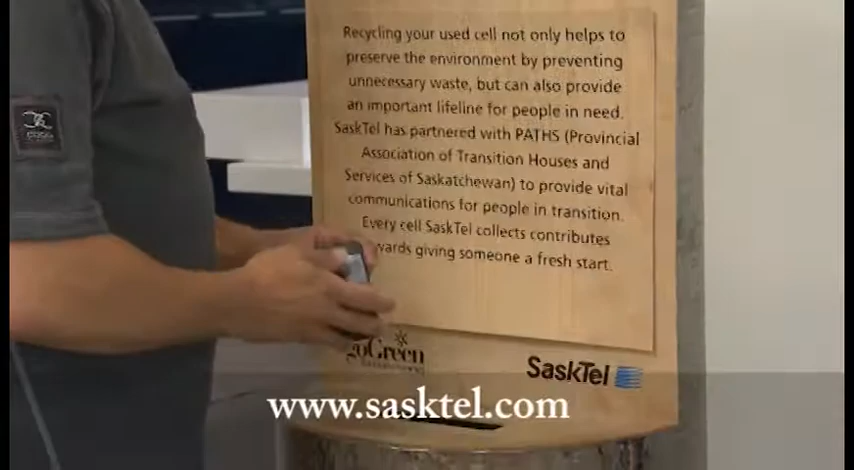 Recycling your used cell not only helps to
preserve the environment by preventing
unnecessary waste, but can also provide
an important lifeline for people in need.
SaskTel has partnered with PATHS (Provincial
Association of Transition Houses and
Services of Saskatchewan) to provide vital
communications for people in transition.
Every cell SaskTel collects contributes
wards giving someone a fresh start.
goGreen
SaskTel
www.sasktel.com